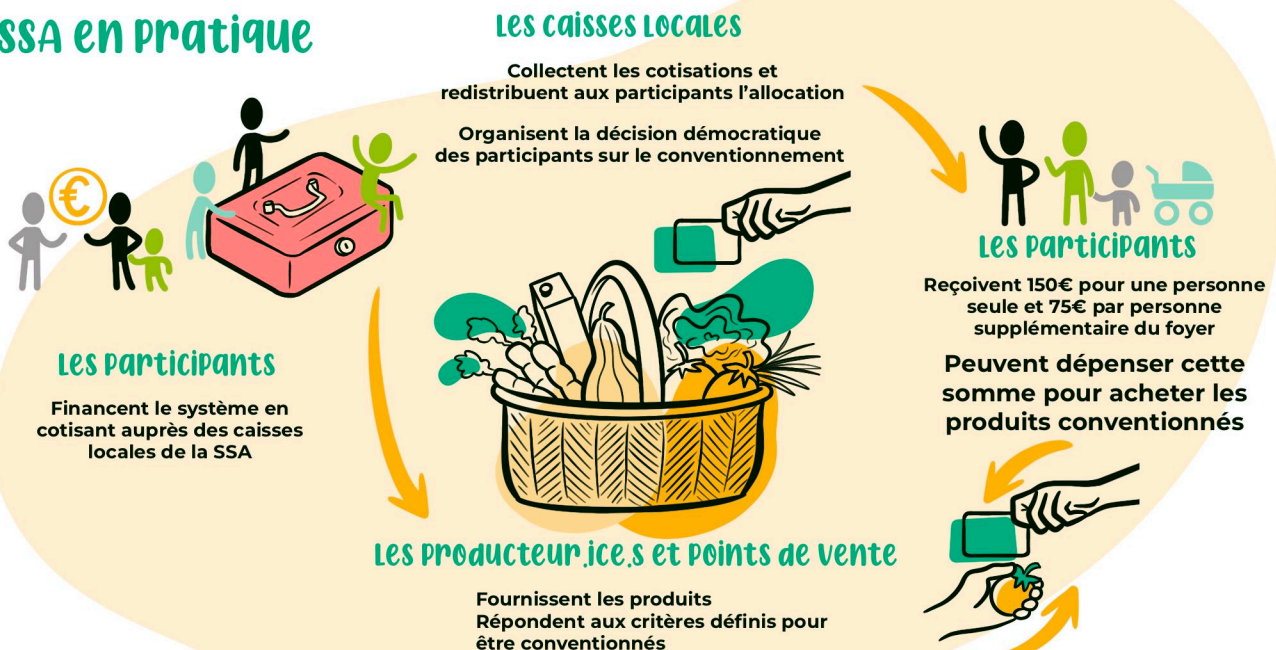 SSA en pratique
Les caisses locales
Collectent les cotisations et
redistribuent aux participants l'allocation
Organisent la décision démocratique
des participants sur le conventionnement
€
Les participants
Financent le système en
cotisant auprès des caisses
locales de la SSA
Les participants
Reçoivent 150€ pour une personne
seule et 75€ par personne
supplémentaire du foyer
Peuvent dépenser cette
somme pour acheter les
produits conventionnés
Les producteur.ice.s et points de vente
Fournissent les produits
Répondent aux critères définis pour
être conventionnés